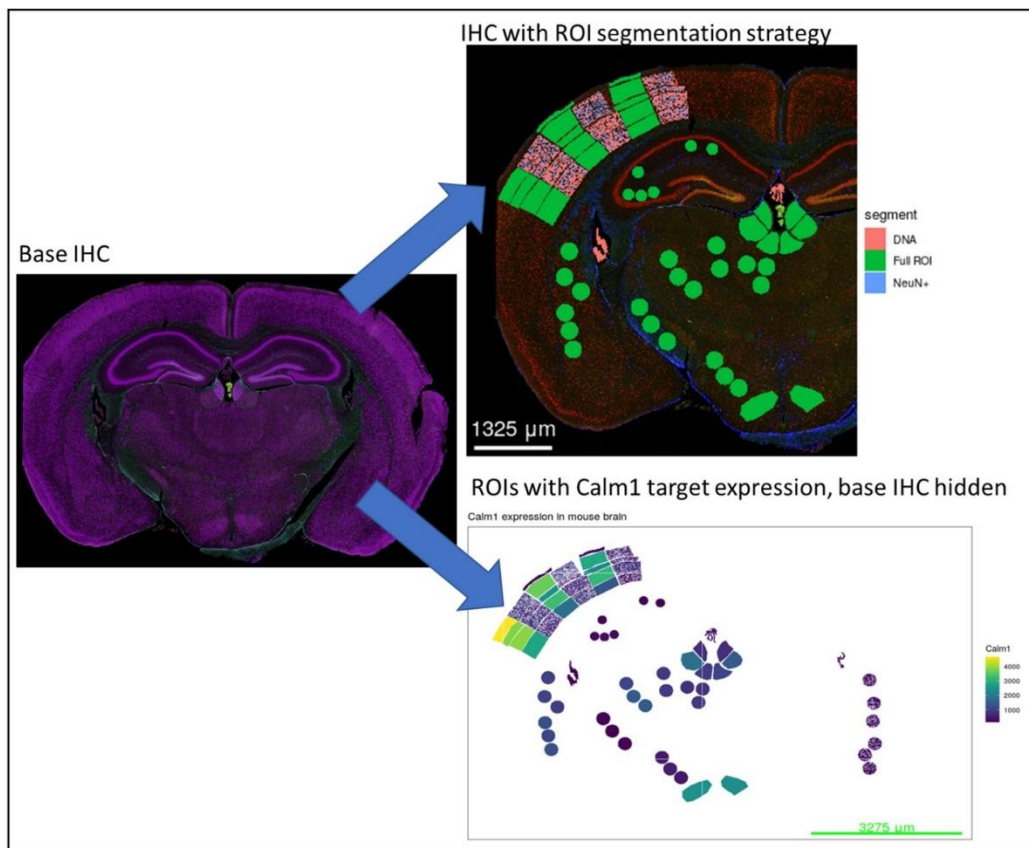 IHC with ROI segmentation strategy
segment
DNA
Full ROI
NeuN+
1325 µm
Base IHC
ROIs with Calm1 target expression, base IHC hidden
Calm1 expression in mouse brain
Calm1
4000
3000
2000
1000
3275 µm